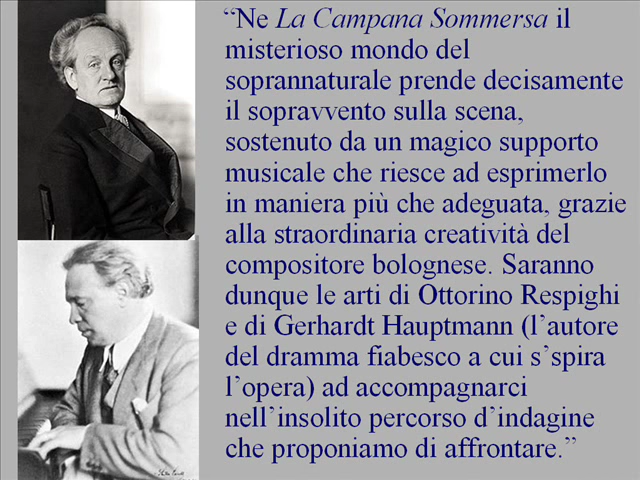 “Ne La Campana Sommersa il
misterioso mondo del
soprannaturale prende decisamente
il sopravvento sulla scena,
sostenuto da un magico supporto
musicale che riesce ad esprimerlo
in maniera più che adeguata, grazie
alla straordinaria creatività del
compositore bolognese. Saranno
dunque le arti di Ottorino Respighi
e di Gerhardt Hauptmann (l’autore
del dramma fiabesco a cui s’spira
l’opera) ad accompagnarci
nell’insolito percorso d’indagine
che proponiamo di affrontare.”